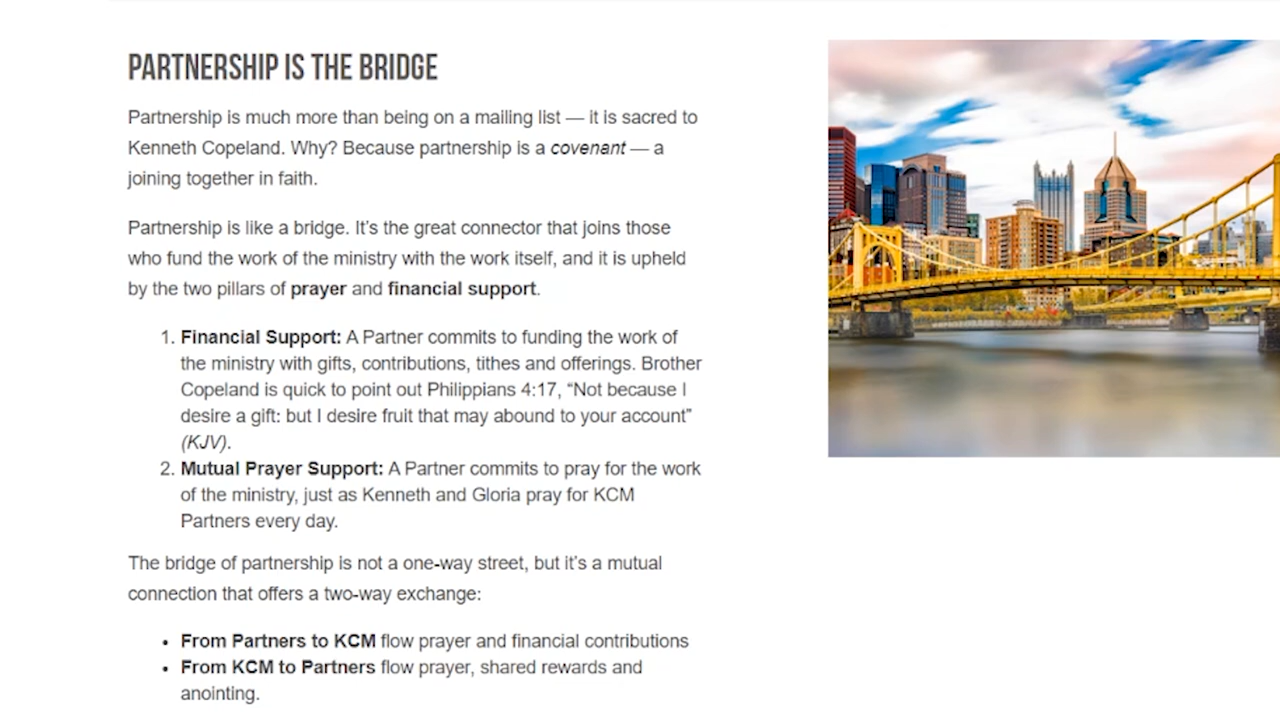 PARTNERSHIP IS THE BRIDGE
Partnership is much more than being on a mailing list — it is sacred to
Kenneth Copeland. Why? Because partnership is a covenant — a
joining together in faith.
Partnership is like a bridge. It's the great connector that joins those
who fund the work of the ministry with the work itself, and it is upheld
by the two pillars of prayer and financial support.
1. Financial Support: A Partner commits to funding the work of
the ministry with gifts, contributions, tithes and offerings. Brother
Copeland is quick to point out Philippians 4:17, “Not because I
desire a gift: but I desire fruit that may abound to your account”
(KJV).
2. Mutual Prayer Support: A Partner commits to pray for the work
of the ministry, just as Kenneth and Gloria pray for KCM
Partners every day.
The bridge of partnership is not a one-way street, but it's a mutual
connection that offers a two-way exchange:
• From Partners to KCM flow prayer and financial contributions
• From KCM to Partners flow prayer, shared rewards and
anointing.